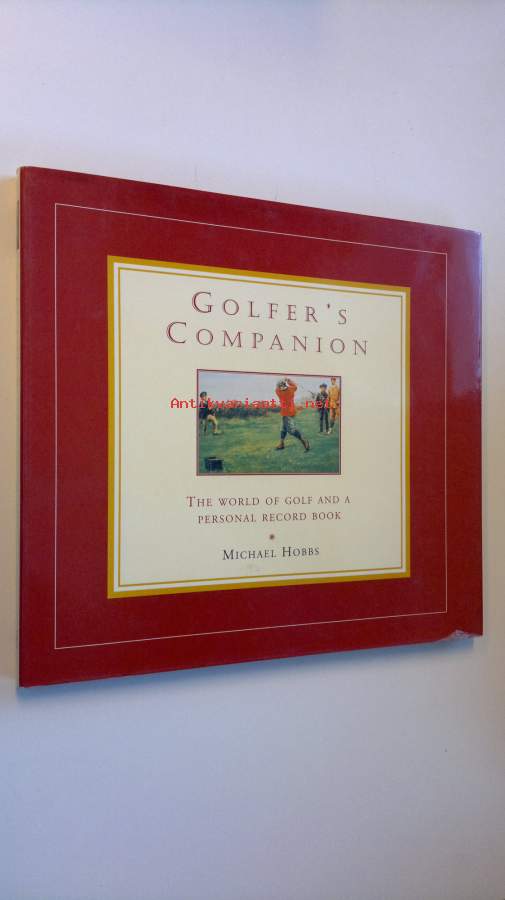 GOLFER'S
COMPANION
Antikvariaatti.net
THE WORLD OF GOLF AND A
PERSONAL RECORD BOOK
MICHAEL HOBBS